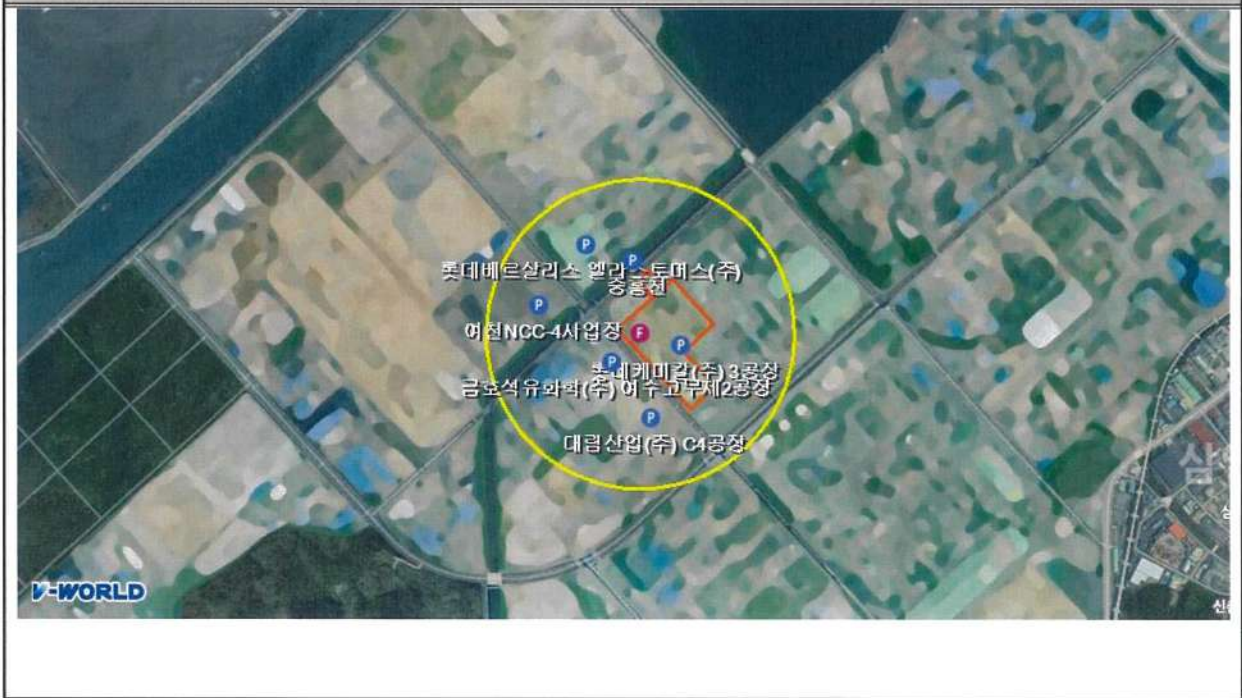 롯데베르살리스 엘라스토머스(주)
중흥천
여천NCC-4사업장
롯데케미칼(주) 3공장
금호석유화학(주) 여수고무제2공장
대림산업(주) C4공장
P
P
P
F
P
P
P
삼
신
V-WORLD